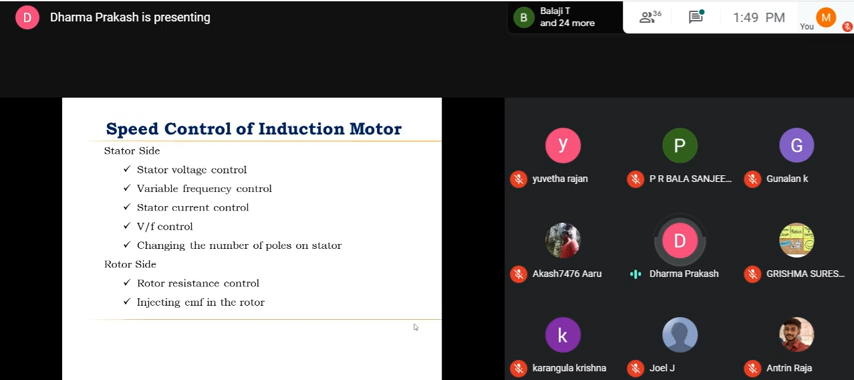 D Dharma Prakash is presenting
B Balaji T
and 24 more
36
1:49 PM
You
M
Speed Control of Induction Motor
Stator Side
✓ Stator voltage control
✓ Variable frequency control
✓ Stator current control
✓ V/f control
✓ Changing the number of poles on stator
Rotor Side
✓ Rotor resistance control
✓ Injecting emf in the rotor
y P G
yuvetha rajan P R BALA SANJEE... Gunalan k
D
Akash7476 Aaru Dharma Prakash GRISHMA SURES...
k
karangula krishna Joel J Antrin Raja